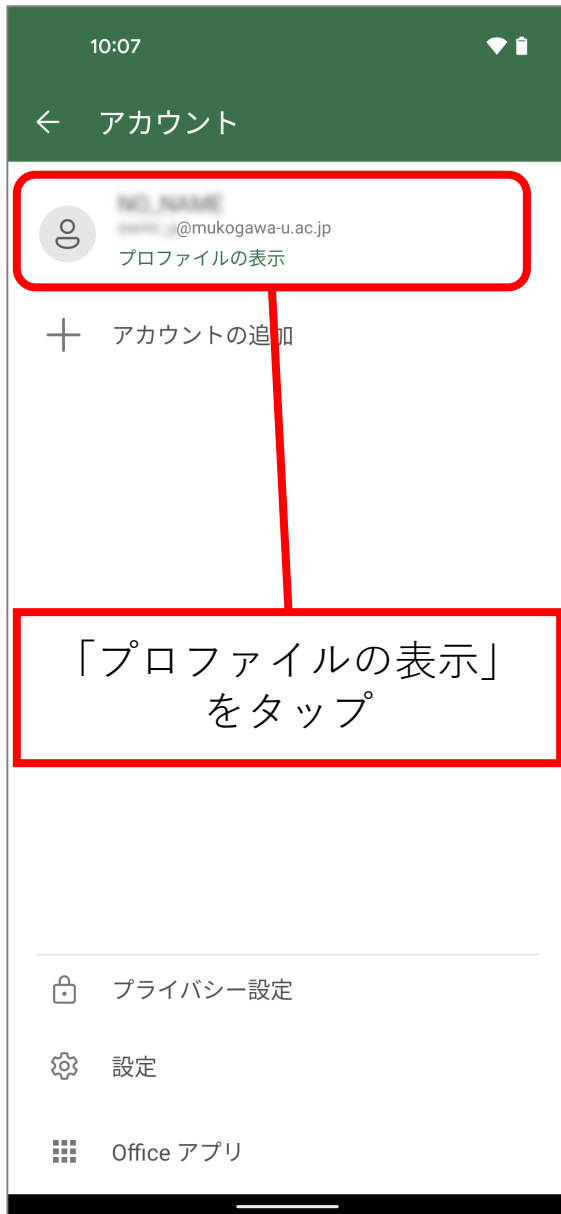 10:07
アカウント
@mukogawa-u.ac.jp
プロファイルの表示
アカウントの追加
「プロファイルの表示」
をタップ
プライバシー設定
設定
Office アプリ